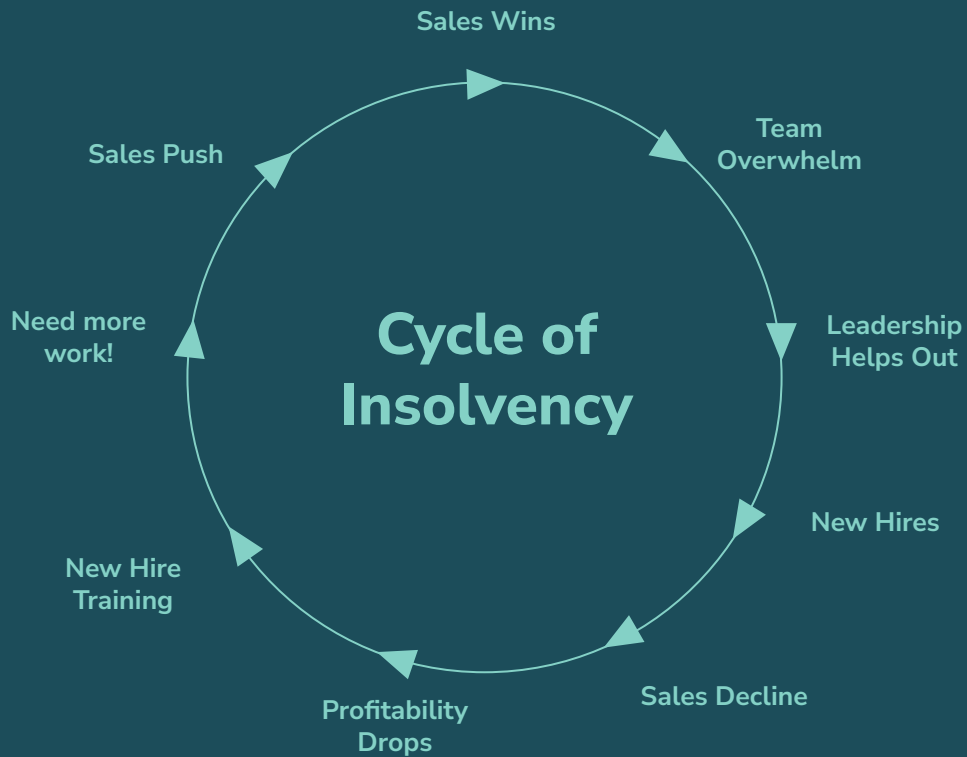 Sales Wins
Team
Overwhelm
Leadership
Helps Out
New Hires
Sales Decline
Profitability
Drops
New Hire
Training
Need more
work!
Sales Push
Cycle of
Insolvency